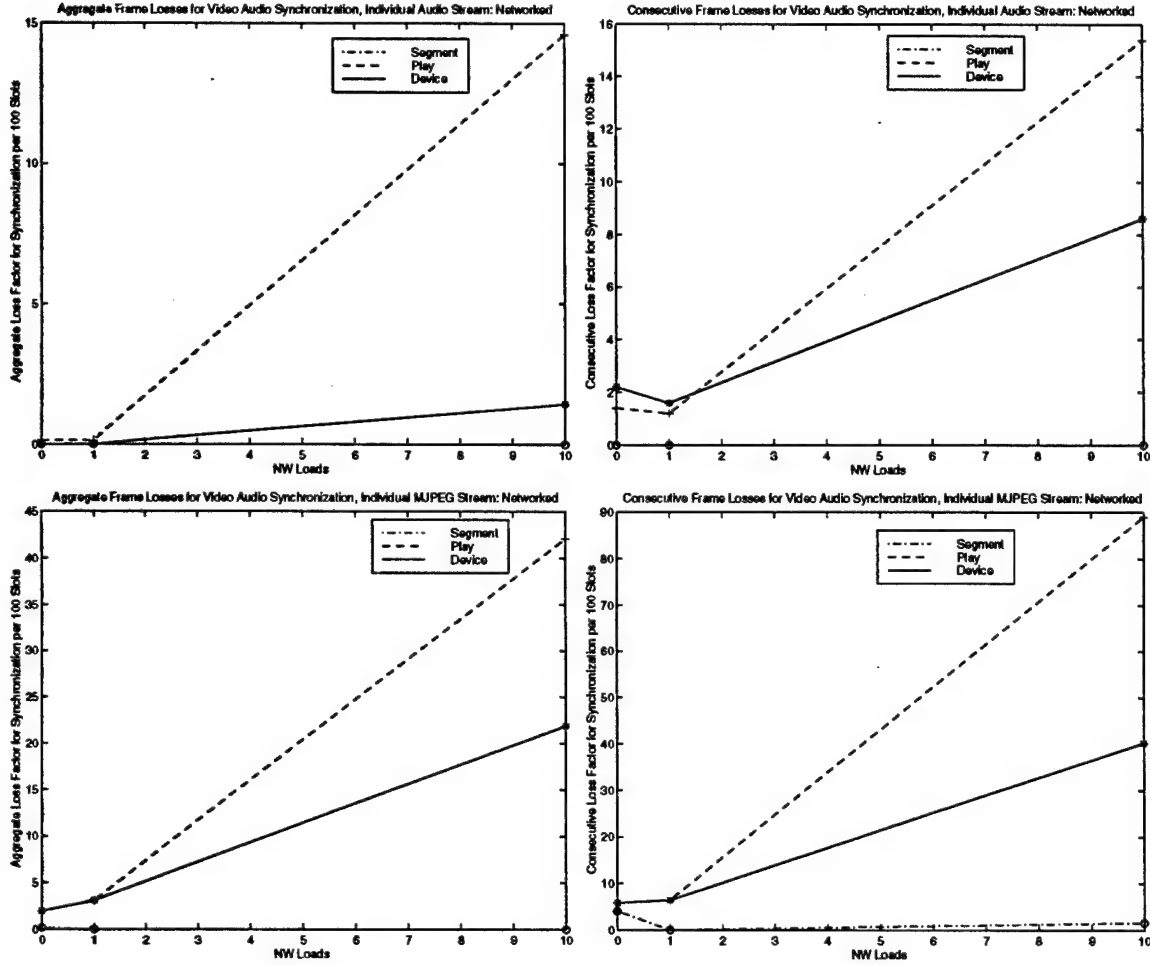 Aggregate Frame Losses for Video Audio Synchronization, Individual Audio Stream: Networked
Aggregate Loss Factor for Synchronization per 100 Slots
15
10
5
0
Segment
Play
Device
0 1 2 3 4 5 6 7 8 9 10
NW Loads
Consecutive Frame Losses for Video Audio Synchronization, Individual Audio Stream: Networked
Consecutive Loss Factor for Synchronization per 100 Slots
16
14
12
10
8
6
4
2
0
Segment
Play
Device
0 1 2 3 4 5 6 7 8 9 10
NW Loads
Aggregate Frame Losses for Video Audio Synchronization, Individual MJPEG Stream: Networked
Aggregate Loss Factor for Synchronization per 100 Slots
45
40
35
30
25
20
15
10
5
0
Segment
Play
Device
0 1 2 3 4 5 6 7 8 9 10
NW Loads
Consecutive Frame Losses for Video Audio Synchronization, Individual MJPEG Stream: Networked
Consecutive Loss Factor for Synchronization per 100 Slots
90
80
70
60
50
40
30
20
10
0
Segment
Play
Device
0 1 2 3 4 5 6 7 8 9 10
NW Loads